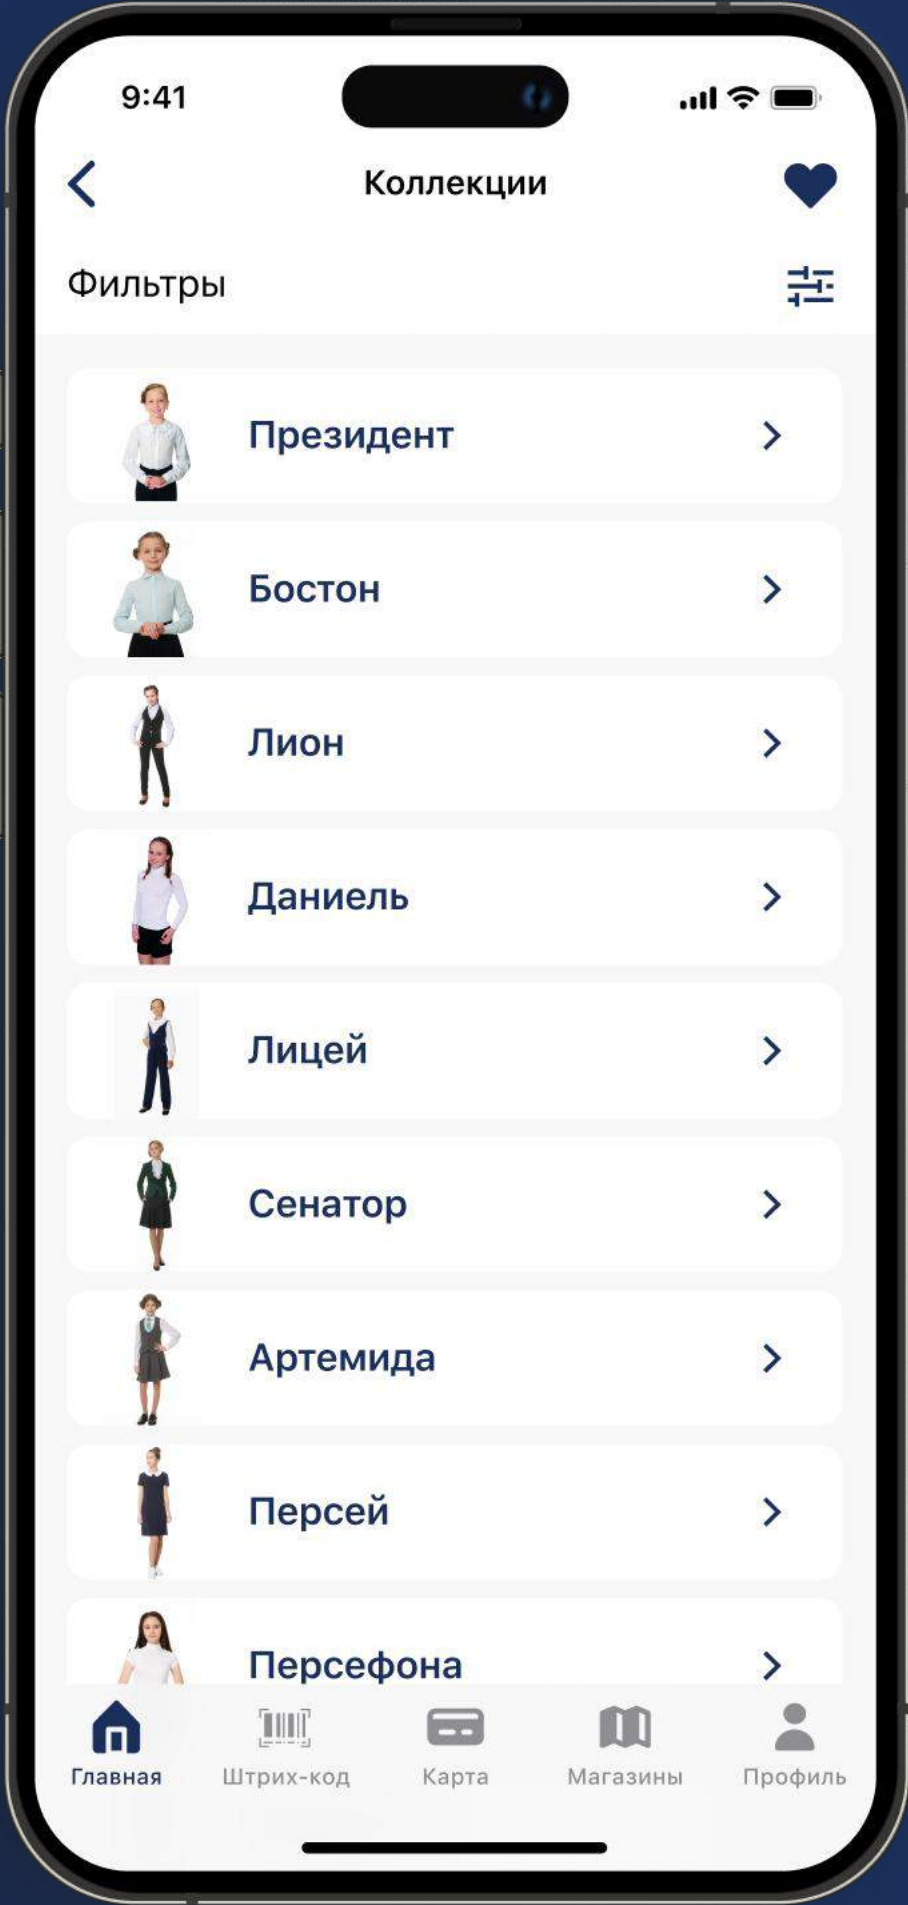 9:41
Коллекции
Фильтры
Президент
Бостон
Лион
Даниель
Лицей
Сенатор
Артемида
Персей
Персефона
Главная Штрих-код Карта Магазины Профиль